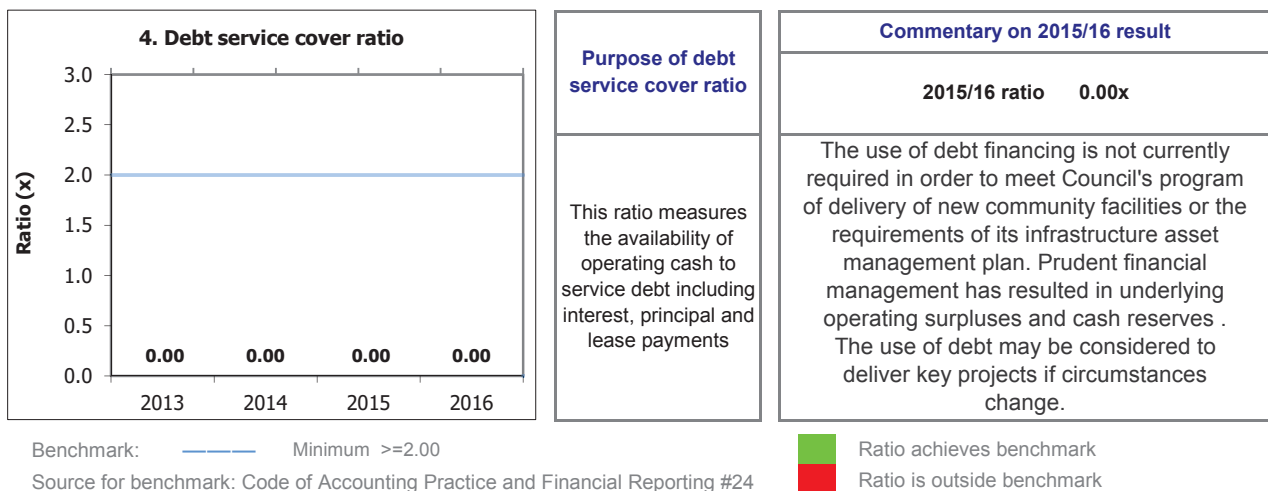 4. Debt service cover ratio
Ratio (x)
3.0
2.5
2.0
1.5
1.0
0.5
0.0
0.00 0.00 0.00 0.00
2013 2014 2015 2016
Purpose of debt
service cover ratio
This ratio measures
the availability of
operating cash to
service debt including
interest, principal and
lease payments
Commentary on 2015/16 result
2015/16 ratio 0.00x
The use of debt financing is not currently
required in order to meet Council's program
of delivery of new community facilities or the
requirements of its infrastructure asset
management plan. Prudent financial
management has resulted in underlying
operating surpluses and cash reserves .
The use of debt may be considered to
deliver key projects if circumstances
change.
Benchmark: Minimum >=2.00
Source for benchmark: Code of Accounting Practice and Financial Reporting #24
Ratio achieves benchmark
Ratio is outside benchmark